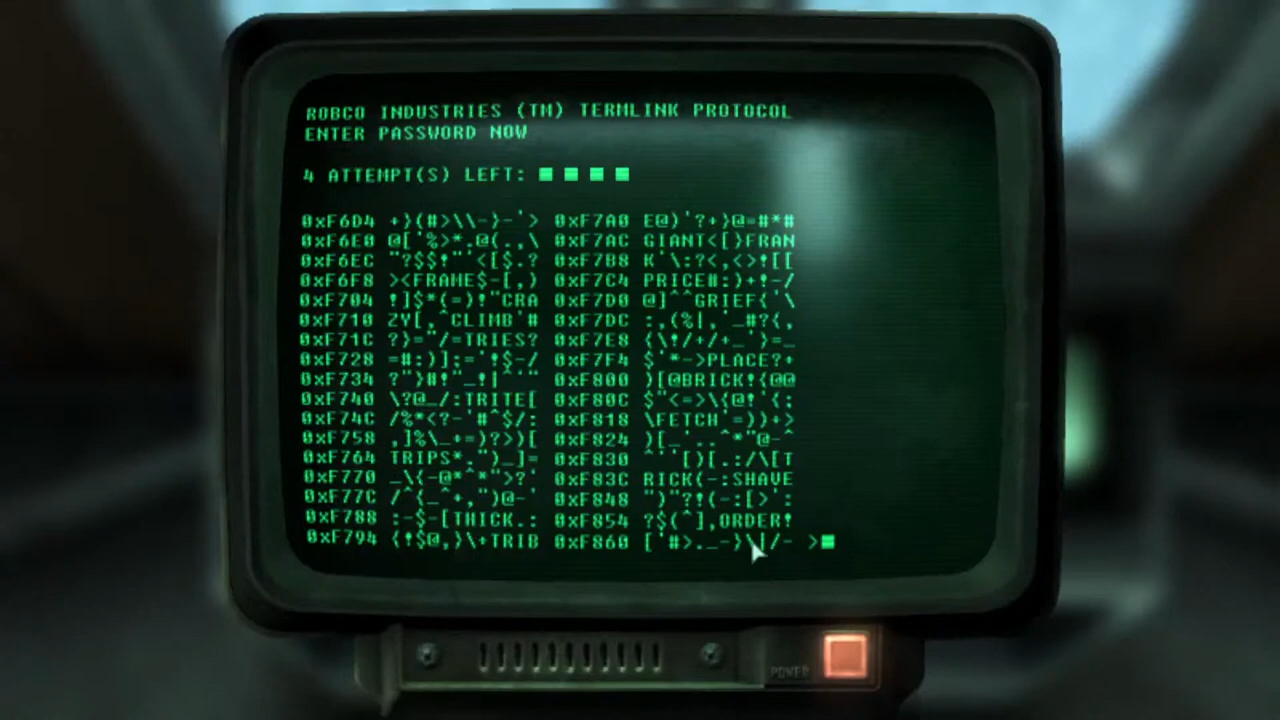 ROBCO INDUSTRIES (TM) TERMLINK PROTOCOL
ENTER PASSWORD NOW
4 ATTEMPT(S) LEFT: ■ ■ ■ ■
0xF6D4 +}(#>\\-}-'> 0xF7A0 E@)'?+}@=#*#
0xF6E0 @['%>*.@(.,\ 0xF7AC GIANT<[}FRAN
0xF6EC "?$$!"'<[$.? 0xF7B8 K'\:?<,<>![[
0xF6F8 ><FRAME$-[,) 0xF7C4 PRICE#:)+!-/
0xF704 !]$*(=)!"CRA 0xF7D0 @]^^GRIEF{'\
0xF710 ZY[,^CLIMB'# 0xF7DC :,(%|,'_#?{,
0xF71C ?}="/=TRIES? 0xF7E8 {\!/+/+_'}=_
0xF728 =#:)]:='!$-/ 0xF7F4 $'*->PLACE?+
0xF734 ?")#!"_!|^'" 0xF800 )[@BRICK!{@@
0xF740 \?@_/:TRITE[ 0xF80C $"<=>\{@!'{:
0xF74C /%*<?-'#^$/: 0xF818 \FETCH'=))+>
0xF758 ,]%\_+=)?>)[ 0xF824 )[_'..^*"@-^
0xF764 TRIPS*.")_]= 0xF830 ^''[)[.:/\[T
0xF770 _\{-@*.*">?' 0xF83C RICK(-:SHAVE
0xF77C /^{_^+,")@-' 0xF848 ")"?!(-:[>':
0xF788 :-$-[THICK.: 0xF854 ?$(^],ORDER!
0xF794 {!$@,)\+TRIB 0xF860 ['#>._-}\|/- >■
POWER